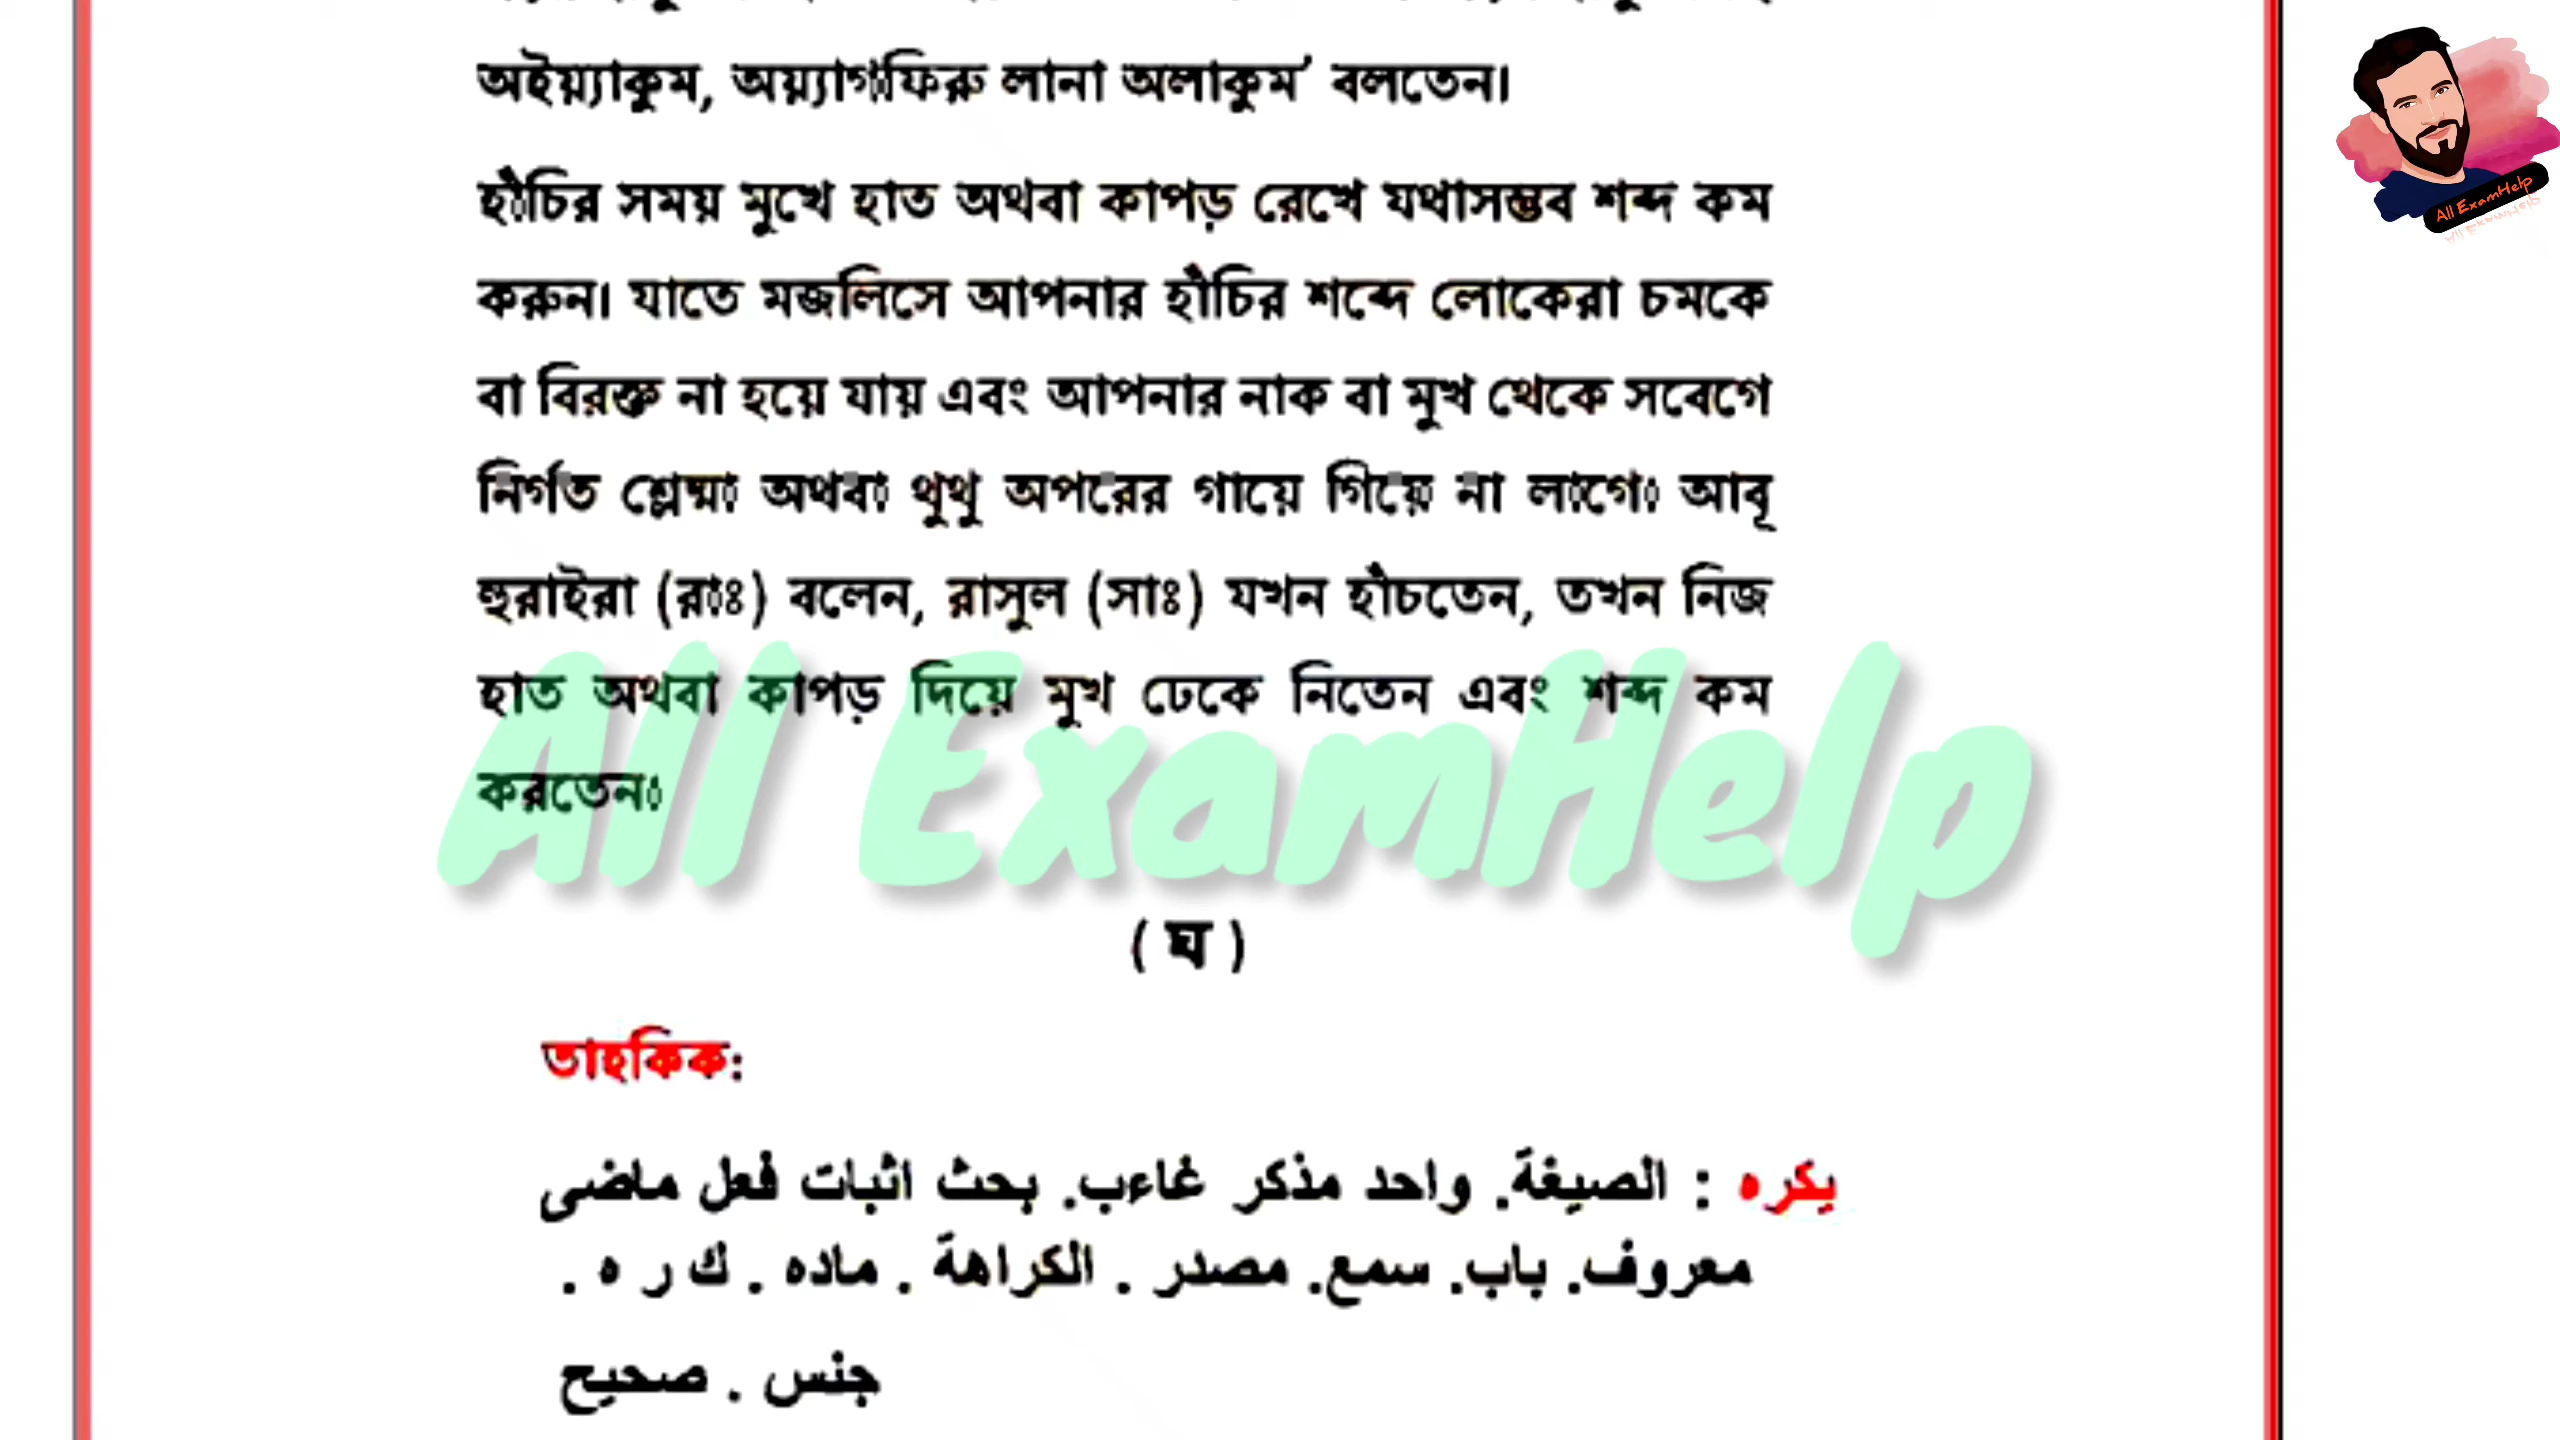 অইয়্যাকুম, অয়্যাগাফিরু লানা অলাকুম’ বলতেন।
হাঁচির সময় মুখে হাত অথবা কাপড় রেখে যথাসম্ভব শব্দ কম
করুন। যাতে মজলিসে আপনার হাঁচির শব্দে লোকেরা চমকে
বা বিরক্ত না হয়ে যায় এবং আপনার নাক বা মুখ থেকে সবেগে
নির্গত শ্লেষ্মা অথবা থুথু অপরের গায়ে গিয়ে না লাগে। আবূ
হুরাইরা (রাঃ) বলেন, রাসুল (সাঃ) যখন হাঁচতেন, তখন নিজ
হাত অথবা কাপড় দিয়ে মুখ ঢেকে নিতেন এবং শব্দ কম
করতেন।
All ExamHelp
( ঘ )
তাহকিক:
يكره : الصيغة. واحد مذكر غاءب. بحث اثبات فعل ماضى
معروف. باب. سمع. مصدر . الكراهة . ماده . ك ر ه .
جنس . صحيح
All ExamHelp